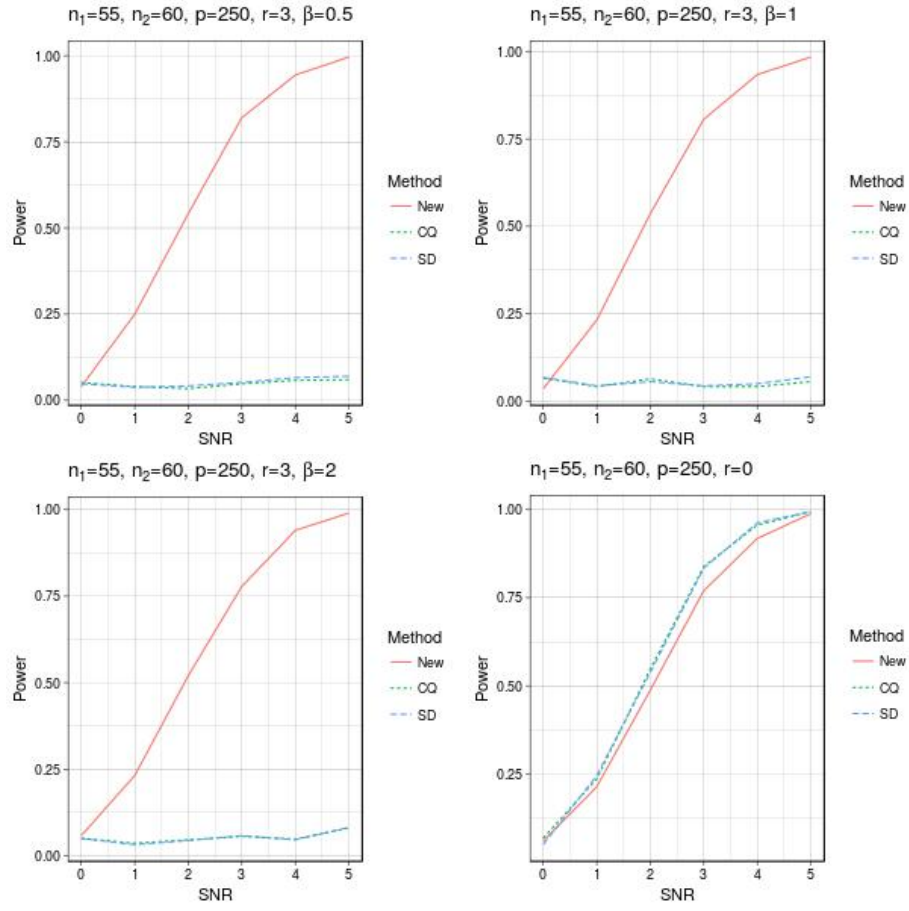 n₁=55, n₂=60, p=250, r=3, β=0.5
1.00
0.75
0.50
0.25
0.00
Power
0 1 2 3 4 5
SNR
Method
New
CQ
SD
n₁=55, n₂=60, p=250, r=3, β=1
1.00
0.75
0.50
0.25
0.00
Power
0 1 2 3 4 5
SNR
Method
New
CQ
SD
n₁=55, n₂=60, p=250, r=3, β=2
1.00
0.75
0.50
0.25
0.00
Power
0 1 2 3 4 5
SNR
Method
New
CQ
SD
n₁=55, n₂=60, p=250, r=0
1.00
0.75
0.50
0.25
Power
0 1 2 3 4 5
SNR
Method
New
CQ
SD